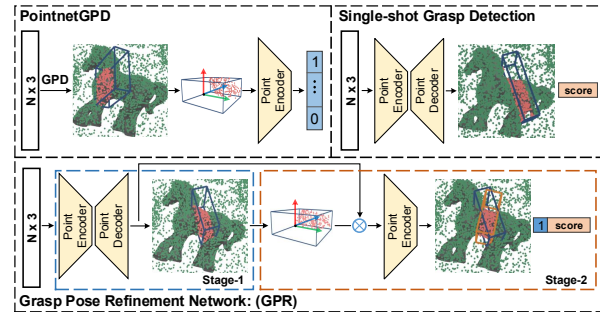 PointnetGPD
N x 3
GPD
Point Encoder
1
⋮
0
Single-shot Grasp Detection
N x 3
Point Encoder
Point Decoder
score
N x 3
Point Encoder
Point Decoder
Stage-1
Point Encoder
1 score
Stage-2
Grasp Pose Refinement Network: (GPR)